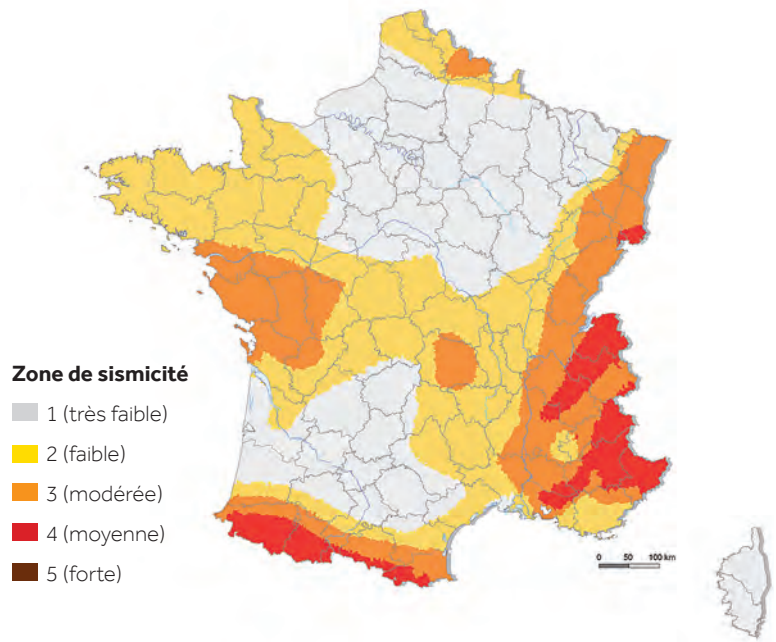 Zone de sismicité
1 (très faible)
2 (faible)
3 (modérée)
4 (moyenne)
5 (forte)
0 50 100 km